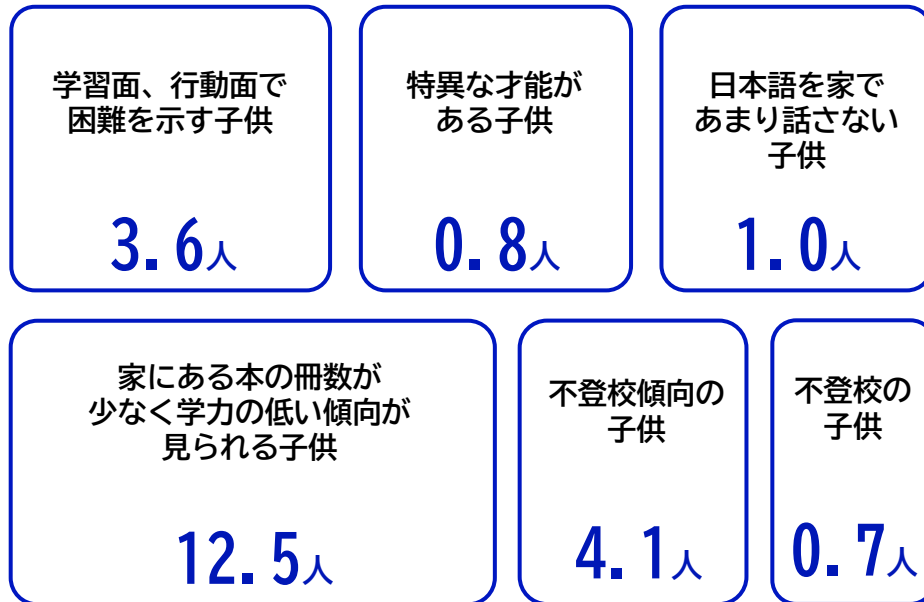 学習面、行動面で
困難を示す子供
3.6人
特異な才能が
ある子供
0.8人
日本語を家で
あまり話さない
子供
1.0人
家にある本の冊数が
少なく学力の低い傾向が
見られる子供
12.5人
不登校傾向の
子供
4.1人
不登校の
子供
0.7人